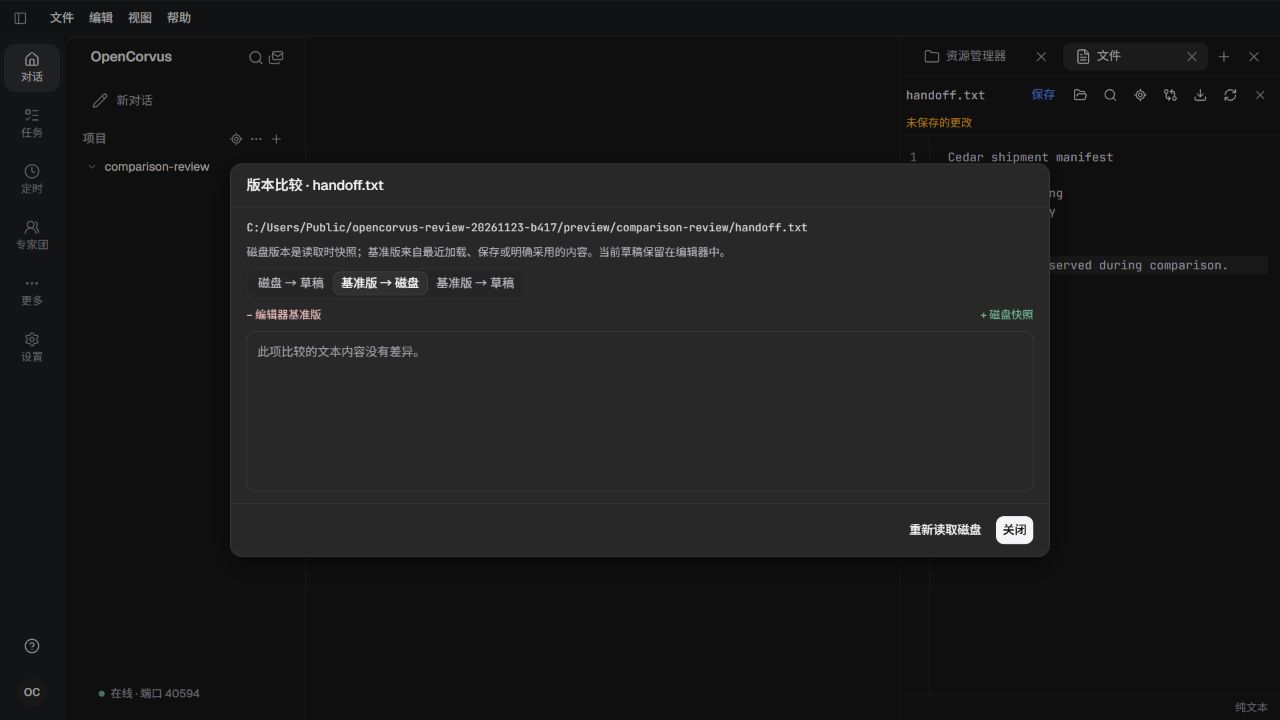 文件 编辑 视图 帮助
对话
任务
定时
专家团
更多
设置
OC
OpenCorvus
新对话
项目
comparison-review
在线 · 端口 40594
资源管理器
文件
handoff.txt
保存
未保存的更改
1 Cedar shipment manifest
served during comparison.
纯文本
版本比较 · handoff.txt
C:/Users/Public/opencorvus-review-20261123-b417/preview/comparison-review/handoff.txt
磁盘版本是读取时快照；基准版来自最近加载、保存或明确采用的内容。当前草稿保留在编辑器中。
磁盘 → 草稿 基准版 → 磁盘 基准版 → 草稿
− 编辑器基准版
+ 磁盘快照
此项比较的文本内容没有差异。
重新读取磁盘 关闭